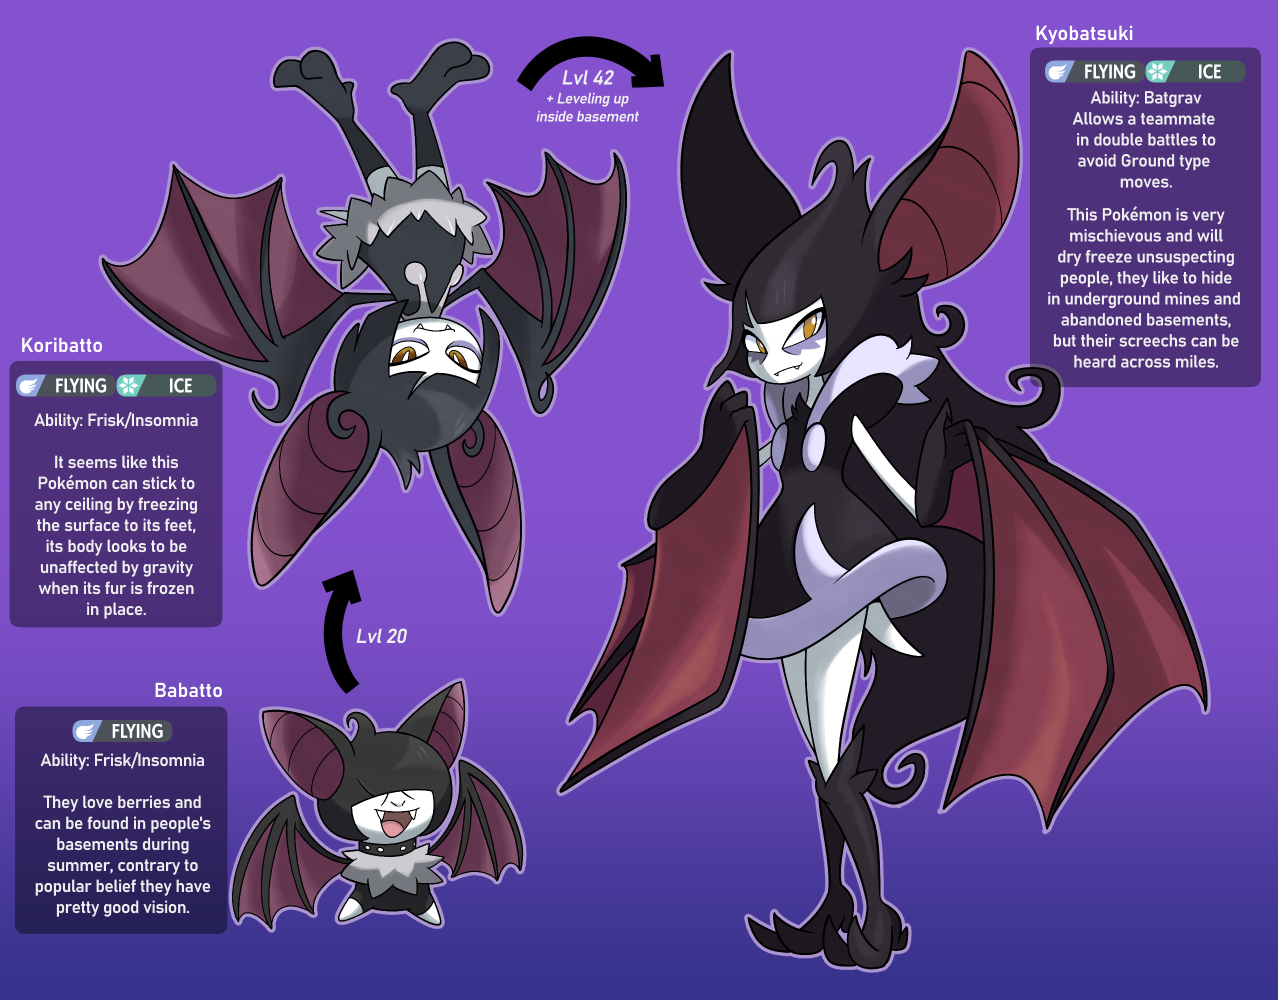 Kyobatsuki
FLYING ICE
Ability: Batgrav
Allows a teammate
in double battles to
avoid Ground type
moves.
This Pokémon is very
mischievous and will
dry freeze unsuspecting
people, they like to hide
in underground mines and
abandoned basements,
but their screechs can be
heard across miles.
Lvl 42
+ Leveling up
inside basement
Koribatto
FLYING ICE
Ability: Frisk/Insomnia
It seems like this
Pokémon can stick to
any ceiling by freezing
the surface to its feet,
its body looks to be
unaffected by gravity
when its fur is frozen
in place.
Lvl 20
Babatto
FLYING
Ability: Frisk/Insomnia
They love berries and
can be found in people's
basements during
summer, contrary to
popular belief they have
pretty good vision.